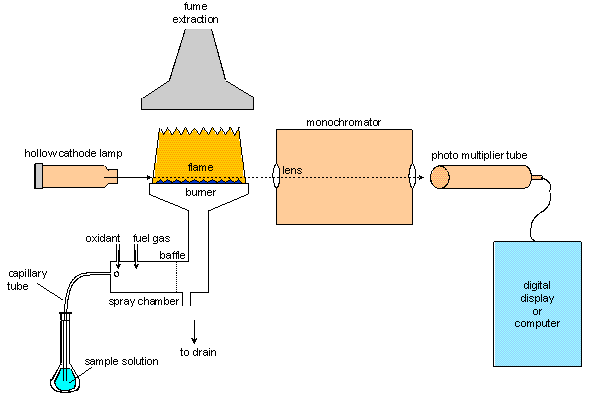 fume
extraction
monochromator
hollow cathode lamp
photo multiplier tube
flame
lens
burner
oxidant
fuel gas
baffle
capillary
tube
spray chamber
digital
display
or
computer
to drain
sample solution